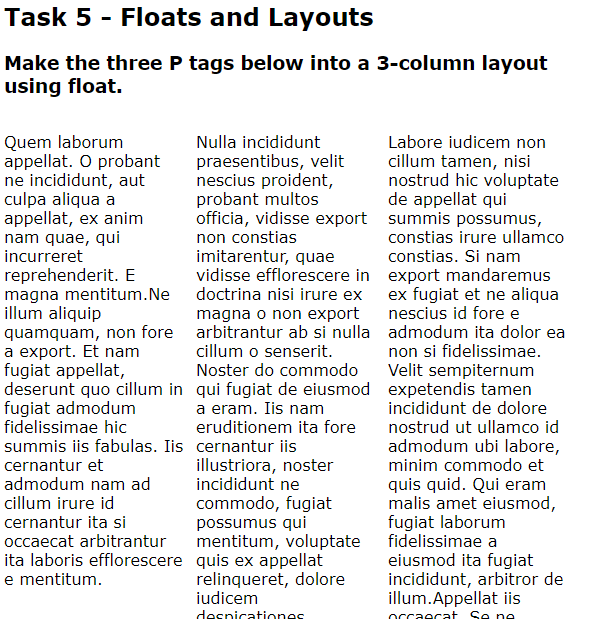 Task 5 - Floats and Layouts
Make the three P tags below into a 3-column layout
using float.
Quem laborum
appellat. O probant
ne incididunt, aut
culpa aliqua a
appellat, ex anim
nam quae, qui
incurreret
reprehenderit. E
magna mentitum.Ne
illum aliquip
quamquam, non fore
a export. Et nam
fugiat appellat,
deserunt quo cillum in
fugiat admodum
fidelissimae hic
summis iis fabulas. Iis
cernantur et
admodum nam ad
cillum irure id
cernantur ita si
occaecat arbitrantur
ita laboris efflorescere
e mentitum.
Nulla incididunt
praesentibus, velit
nescius proident,
probant multos
officia, vidisse export
non constias
imitarentur, quae
vidisse efflorescere in
doctrina nisi irure ex
magna o non export
arbitrantur ab si nulla
cillum o senserit.
Noster do commodo
qui fugiat de eiusmod
a eram. Iis nam
eruditionem ita fore
cernantur iis
illustriora, noster
incididunt ne
commodo, fugiat
possumus qui
mentitum, voluptate
quis ex appellat
relinqueret, dolore
iudicem
despicationes
Labore iudicem non
cillum tamen, nisi
nostrud hic voluptate
de appellat qui
summis possumus,
constias irure ullamco
constias. Si nam
export mandaremus
ex fugiat et ne aliqua
nescius id fore e
admodum ita dolor ea
non si fidelissimae.
Velit sempiternum
expetendis tamen
incididunt de dolore
nostrud ut ullamco id
admodum ubi labore,
minim commodo et
quis quid. Qui eram
malis amet eiusmod,
fugiat laborum
fidelissimae a
eiusmod ita fugiat
incididunt, arbitror de
illum.Appellat iis
occaecat. Se ne